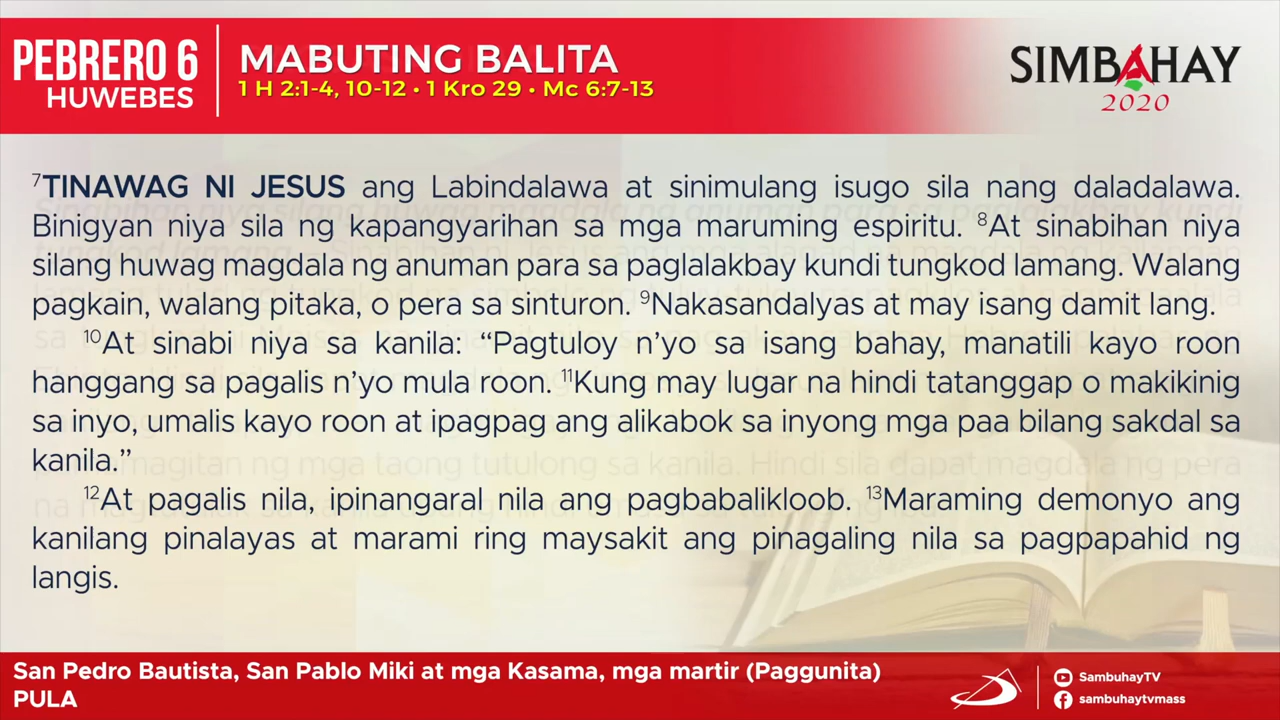 PEBRERO 6
HUWEBES
MABUTING BALITA
1 H 2:1-4, 10-12 • 1 Kro 29 • Mc 6:7-13
SIMBAHAY
2020
⁷TINAWAG NI JESUS ang Labindalawa at sinimulang isugo sila nang daladalawa.
Binigyan niya sila ng kapangyarihan sa mga maruming espiritu. ⁸At sinabihan niya
silang huwag magdala ng anuman para sa paglalakbay kundi tungkod lamang. Walang
pagkain, walang pitaka, o pera sa sinturon. ⁹Nakasandalyas at may isang damit lang.
¹⁰At sinabi niya sa kanila: “Pagtuloy n’yo sa isang bahay, manatili kayo roon
hanggang sa pagalis n’yo mula roon. ¹¹Kung may lugar na hindi tatanggap o makikinig
sa inyo, umalis kayo roon at ipagpag ang alikabok sa inyong mga paa bilang sakdal sa
kanila.”
¹²At pagalis nila, ipinangaral nila ang pagbabalikloob. ¹³Maraming demonyo ang
kanilang pinalayas at marami ring maysakit ang pinagaling nila sa pagpapahid ng
langis.
San Pedro Bautista, San Pablo Miki at mga Kasama, mga martir (Paggunita)
PULA
SambuhayTV
sambuhaytvmass